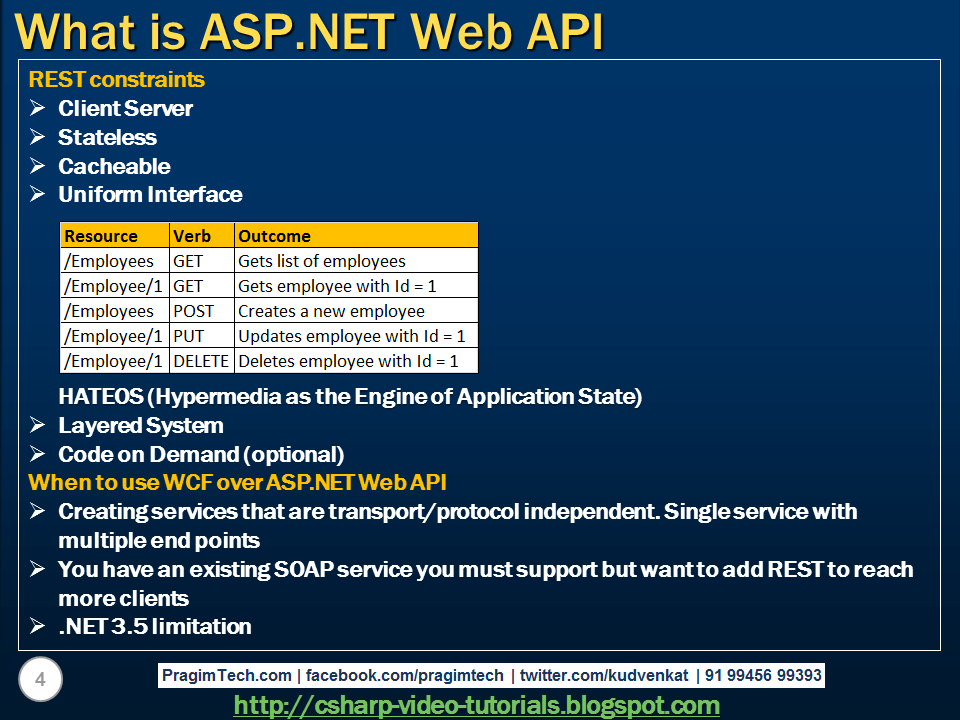 What is ASP.NET Web API
REST constraints
Client Server
Stateless
Cacheable
Uniform Interface
Resource Verb Outcome
/Employees GET Gets list of employees
/Employee/1 GET Gets employee with Id = 1
/Employees POST Creates a new employee
/Employee/1 PUT Updates employee with Id = 1
/Employee/1 DELETE Deletes employee with Id = 1
HATEOS (Hypermedia as the Engine of Application State)
Layered System
Code on Demand (optional)
When to use WCF over ASP.NET Web API
Creating services that are transport/protocol independent. Single service with
multiple end points
You have an existing SOAP service you must support but want to add REST to reach
more clients
.NET 3.5 limitation
4
PragimTech.com | facebook.com/pragimtech | twitter.com/kudvenkat | 91 99456 99393
http://csharp-video-tutorials.blogspot.com